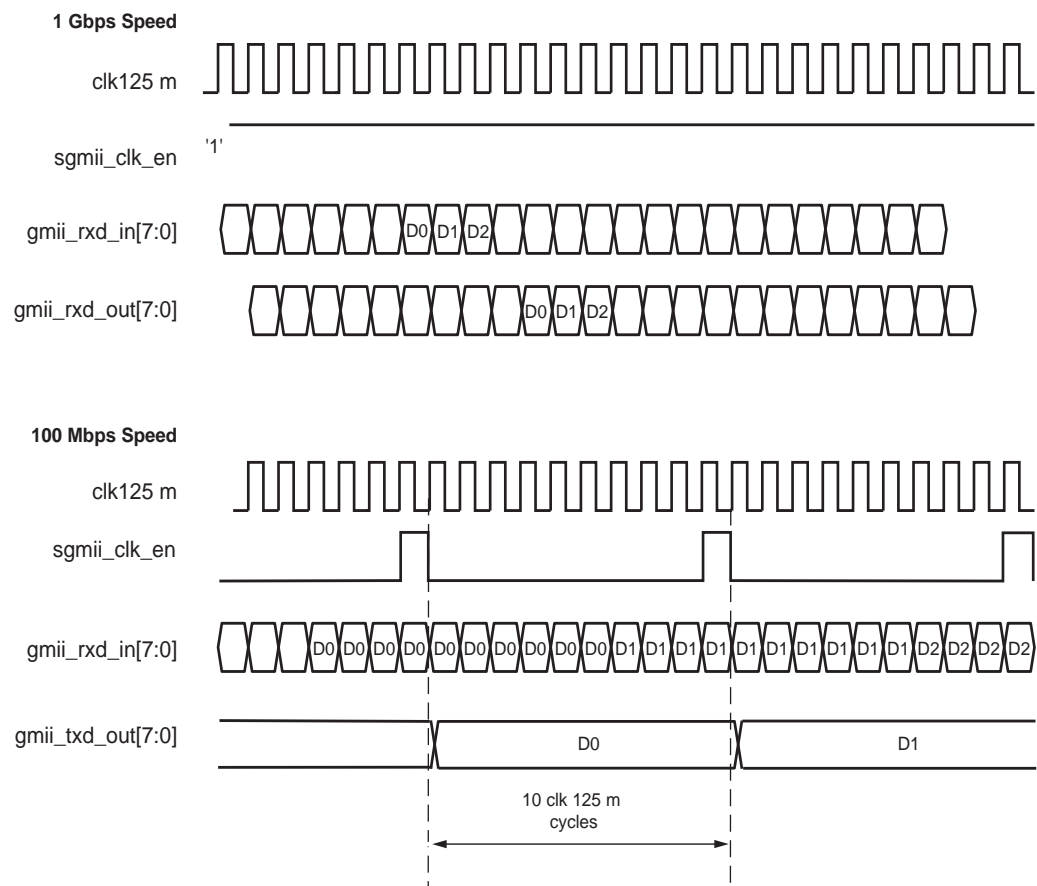 1 Gbps Speed
clk125 m
sgmii_clk_en '1'
gmii_rxd_in[7:0] D0 D1 D2
gmii_rxd_out[7:0] D0 D1 D2
100 Mbps Speed
clk125 m
sgmii_clk_en
gmii_rxd_in[7:0] D0 D0 D0 D0 D0 D0 D0 D0 D0 D0 D1 D1 D1 D1 D1 D1 D1 D1 D1 D1 D2 D2 D2 D2
gmii_txd_out[7:0] D0 D1
10 clk 125 m
cycles